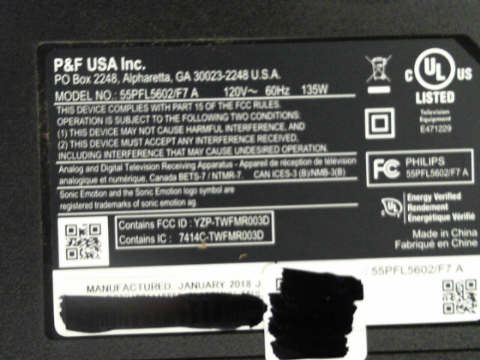 P&F USA Inc.
PO Box 2248, Alpharetta, GA 30023-2248 U.S.A.
MODEL NO.: 55PFL5602/F7 A 120V~ 60Hz 135W
THIS DEVICE COMPLIES WITH PART 15 OF THE FCC RULES.
OPERATION IS SUBJECT TO THE FOLLOWING TWO CONDITIONS:
(1) THIS DEVICE MAY NOT CAUSE HARMFUL INTERFERENCE, AND
(2) THIS DEVICE MUST ACCEPT ANY INTERFERENCE RECEIVED,
INCLUDING INTERFERENCE THAT MAY CAUSE UNDESIRED OPERATION.
Analog and Digital Television Receiving Apparatus - Appareil de réception de télévision
analogique et numérique, Canada BETS-7 / NTMR-7. CAN ICES-3 (B)/NMB-3(B)
Sonic Emotion and the Sonic Emotion logo symbol are
registered trademarks of sonic emotion ag.
Contains FCC ID : YZP-TWFMR003D
Contains IC : 7414C-TWFMR003D
C UL US
LISTED
Television
Equipment
E471229
FC PHILIPS
55PFL5602/F7 A
UL
Energy Verified
Rendement
Énergétique Vérifié
Made in China
Fabriqué en Chine
55PFL5602/F7 A
MANUFACTURED: JANUARY 2018